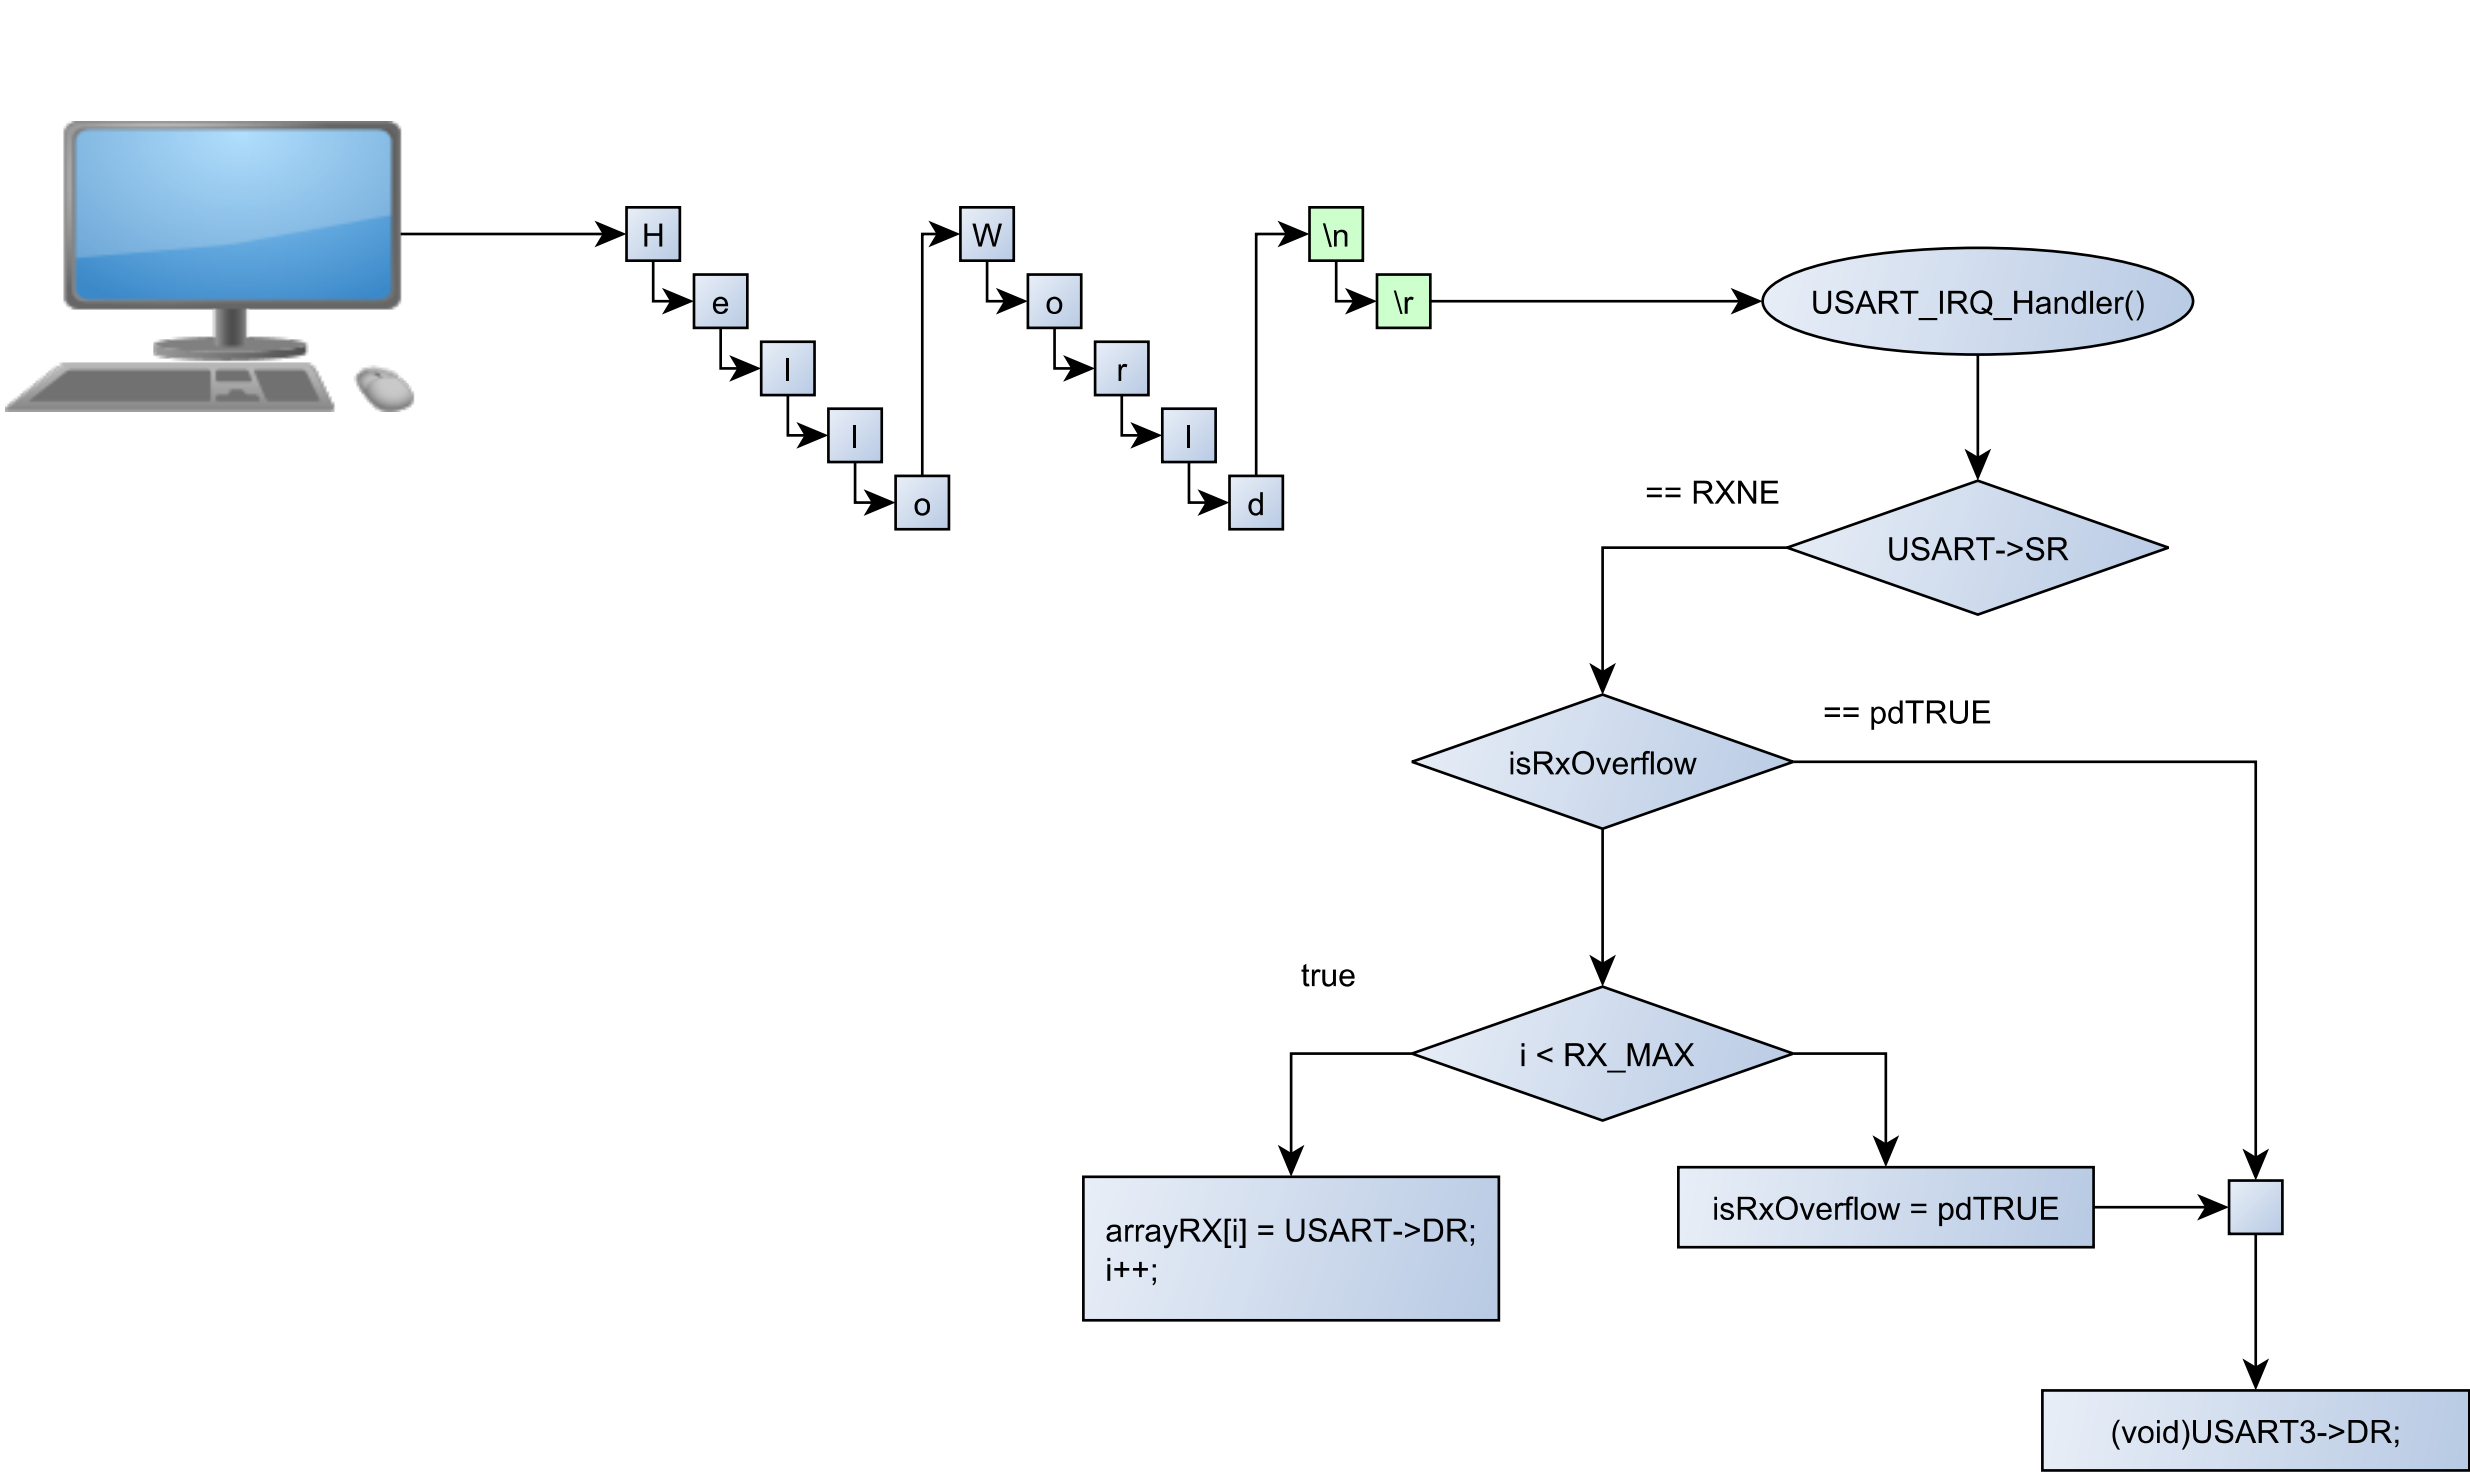 H
e
l
l
o
W
o
r
l
d
\n
\r
USART_IRQ_Handler()
== RXNE
USART->SR
== pdTRUE
isRxOverflow
true
i < RX_MAX
arrayRX[i] = USART->DR;
i++;
isRxOverflow = pdTRUE
(void)USART3->DR;